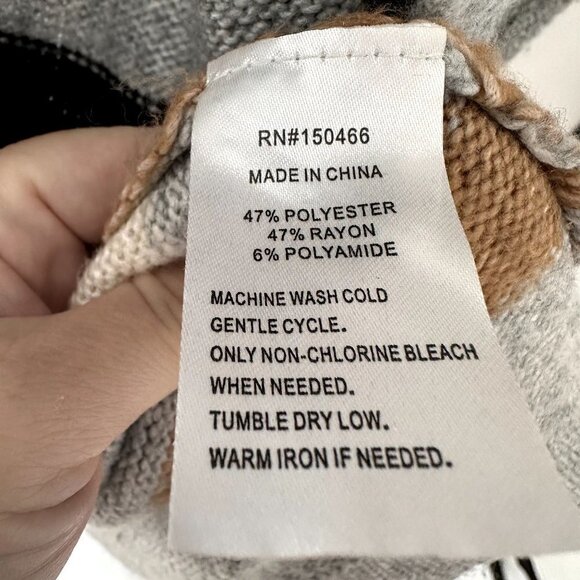 RN#150466
MADE IN CHINA
47% POLYESTER
47% RAYON
6% POLYAMIDE
MACHINE WASH COLD
GENTLE CYCLE.
ONLY NON-CHLORINE BLEACH
WHEN NEEDED.
TUMBLE DRY LOW.
WARM IRON IF NEEDED.